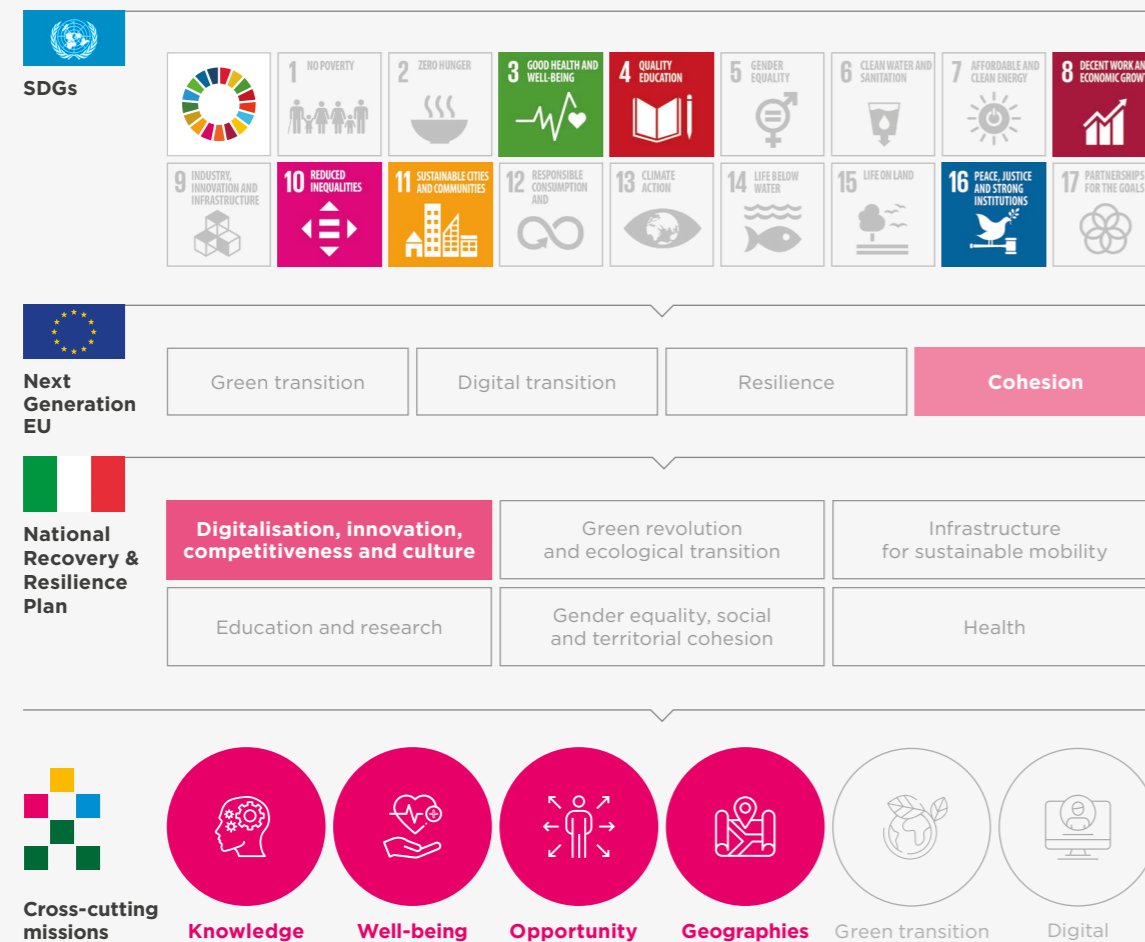 SDGs
1 NO POVERTY
2 ZERO HUNGER
3 GOOD HEALTH AND
WELL-BEING
4 QUALITY
EDUCATION
5 GENDER
EQUALITY
6 CLEAN WATER AND
SANITATION
7 AFFORDABLE AND
CLEAN ENERGY
8 DECENT WORK AN
ECONOMIC GROW
9 INDUSTRY,
INNOVATION AND
INFRASTRUCTURE
10 REDUCED
INEQUALITIES
11 SUSTAINABLE CITIES
AND COMMUNITIES
12 RESPONSIBLE
CONSUMPTION
AND
13 CLIMATE
ACTION
14 LIFE BELOW
WATER
15 LIFE ON LAND
16 PEACE, JUSTICE
AND STRONG
INSTITUTIONS
17 PARTNERSHIPS
FOR THE GOALS
Next
Generation
EU
Green transition
Digital transition
Resilience
Cohesion
National
Recovery &
Resilience
Plan
Digitalisation, innovation,
competitiveness and culture
Green revolution
and ecological transition
Infrastructure
for sustainable mobility
Education and research
Gender equality, social
and territorial cohesion
Health
Cross-cutting
missions
Knowledge
Well-being
Opportunity
Geographies
Green transition
Digital